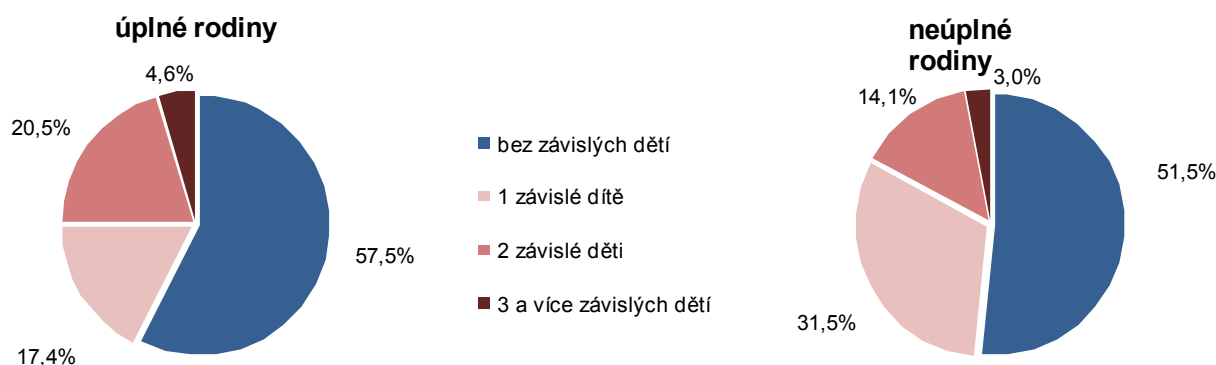 úplné rodiny
4,6%
20,5%
57,5%
17,4%
bez závislých dětí
1 závislé dítě
2 závislé děti
3 a více závislých dětí
neúplné
rodiny
3,0%
14,1%
51,5%
31,5%